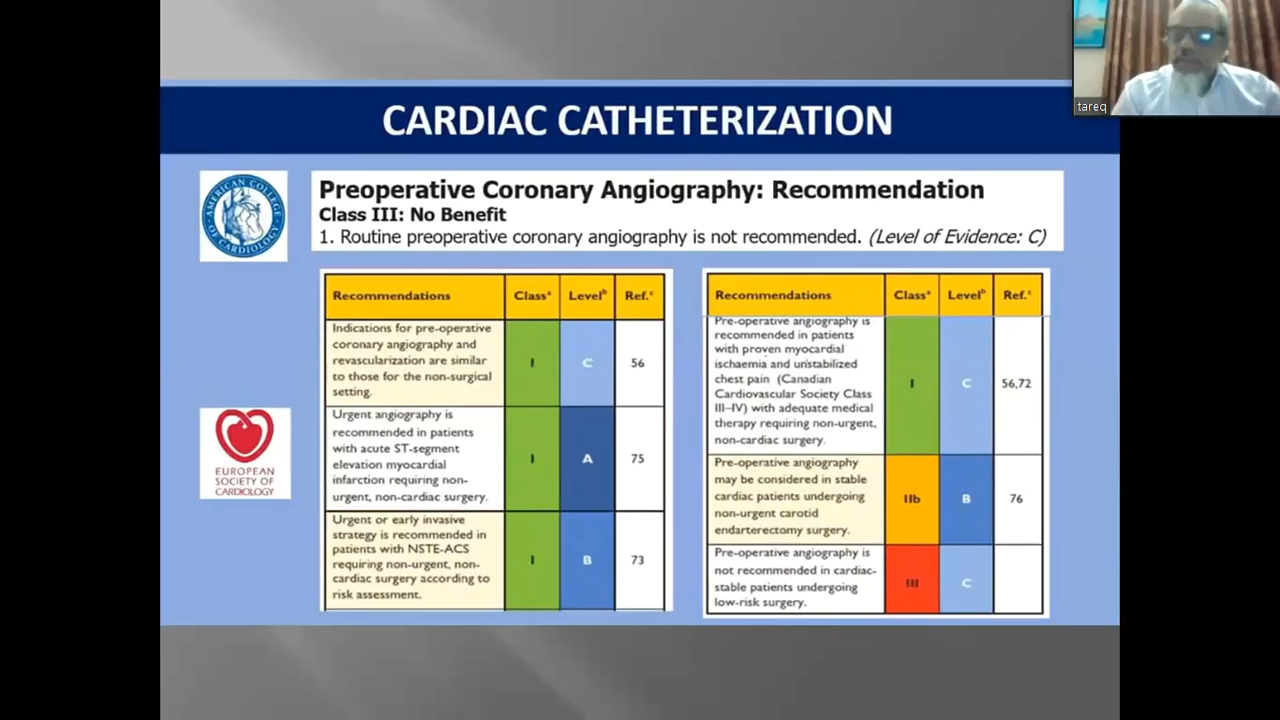 tareq
CARDIAC CATHETERIZATION
AMERICAN COLLEGE
OF CARDIOLOGY
Preoperative Coronary Angiography: Recommendation
Class III: No Benefit
1. Routine preoperative coronary angiography is not recommended. (Level of Evidence: C)
Recommendations Classᵃ Levelᵇ Ref.ᶜ
Indications for pre-operative
coronary angiography and
revascularization are similar
to those for the non-surgical
setting.
I C 56
Urgent angiography is
recommended in patients
with acute ST-segment
elevation myocardial
infarction requiring non-
urgent, non-cardiac surgery.
I A 75
Urgent or early invasive
strategy is recommended in
patients with NSTE-ACS
requiring non-urgent, non-
cardiac surgery according to
risk assessment.
I B 73
Recommendations Classᵃ Levelᵇ Ref.ᶜ
Pre-operative angiography is
recommended in patients
with proven myocardial
ischaemia and unstabilized
chest pain (Canadian
Cardiovascular Society Class
III–IV) with adequate medical
therapy requiring non-urgent,
non-cardiac surgery.
I C 56,72
Pre-operative angiography
may be considered in stable
cardiac patients undergoing
non-urgent carotid
endarterectomy surgery.
IIb B 76
Pre-operative angiography is
not recommended in cardiac-
stable patients undergoing
low-risk surgery.
III C
EUROPEAN
SOCIETY OF
CARDIOLOGY